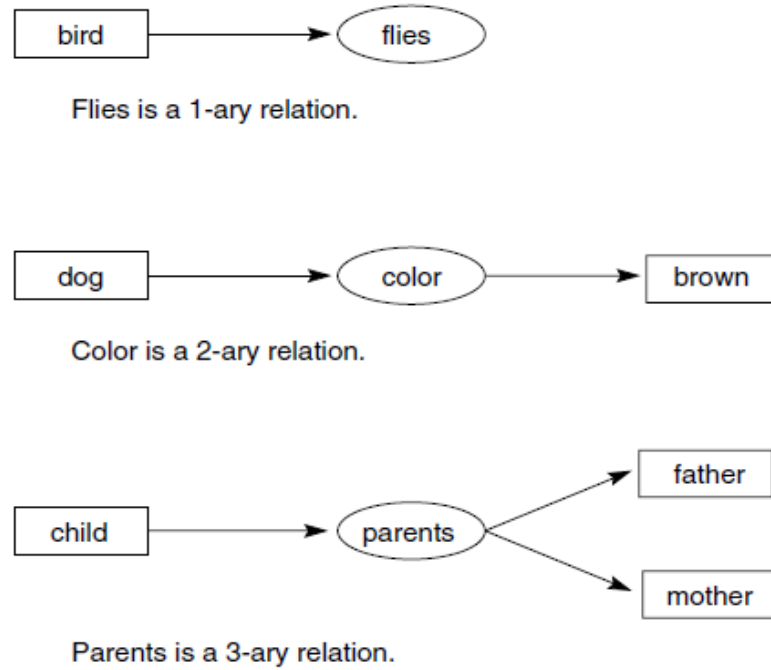 bird flies
Flies is a 1-ary relation.
dog color brown
Color is a 2-ary relation.
father
child parents
mother
Parents is a 3-ary relation.